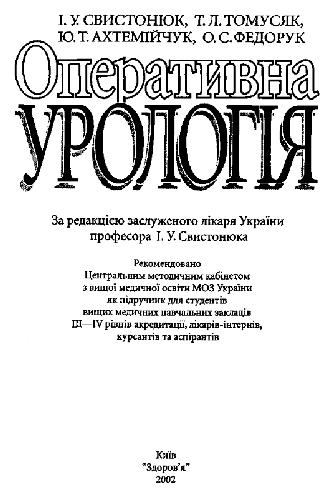 І. У. СВИСТОНЮК, Т. Л. ТОМУСЯК,
Ю. Т. АХТЕМІЙЧУК, О. С. ФЕДОРУК
Оперативна
УРОЛОГІЯ
За редакцією заслуженого лікаря України
професора І. У. Свистонюка
Рекомендовано
Центральним методичним кабінетом
з вищої медичної освіти МОЗ України
як підручник для студентів
вищих медичних навчальних закладів
III—IV рівнів акредитації, лікарів-інтернів,
курсантів та аспірантів
Київ
"Здоров'я"
2002